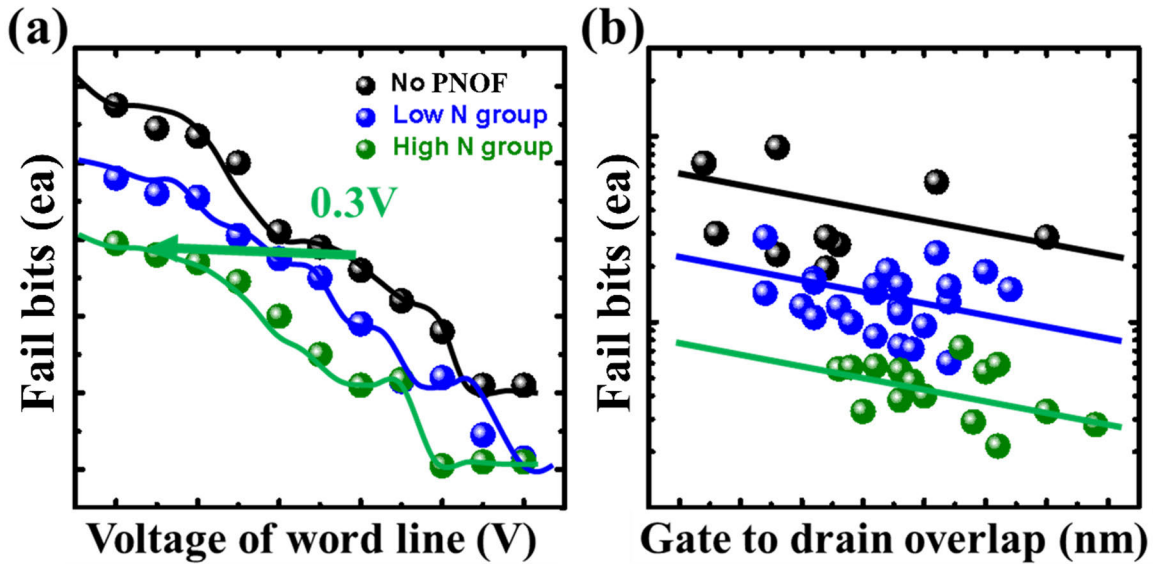 (a)
No PNOF
Low N group
High N group
0.3V
Fail bits (ea)
Voltage of word line (V)
(b)
Fail bits (ea)
Gate to drain overlap (nm)